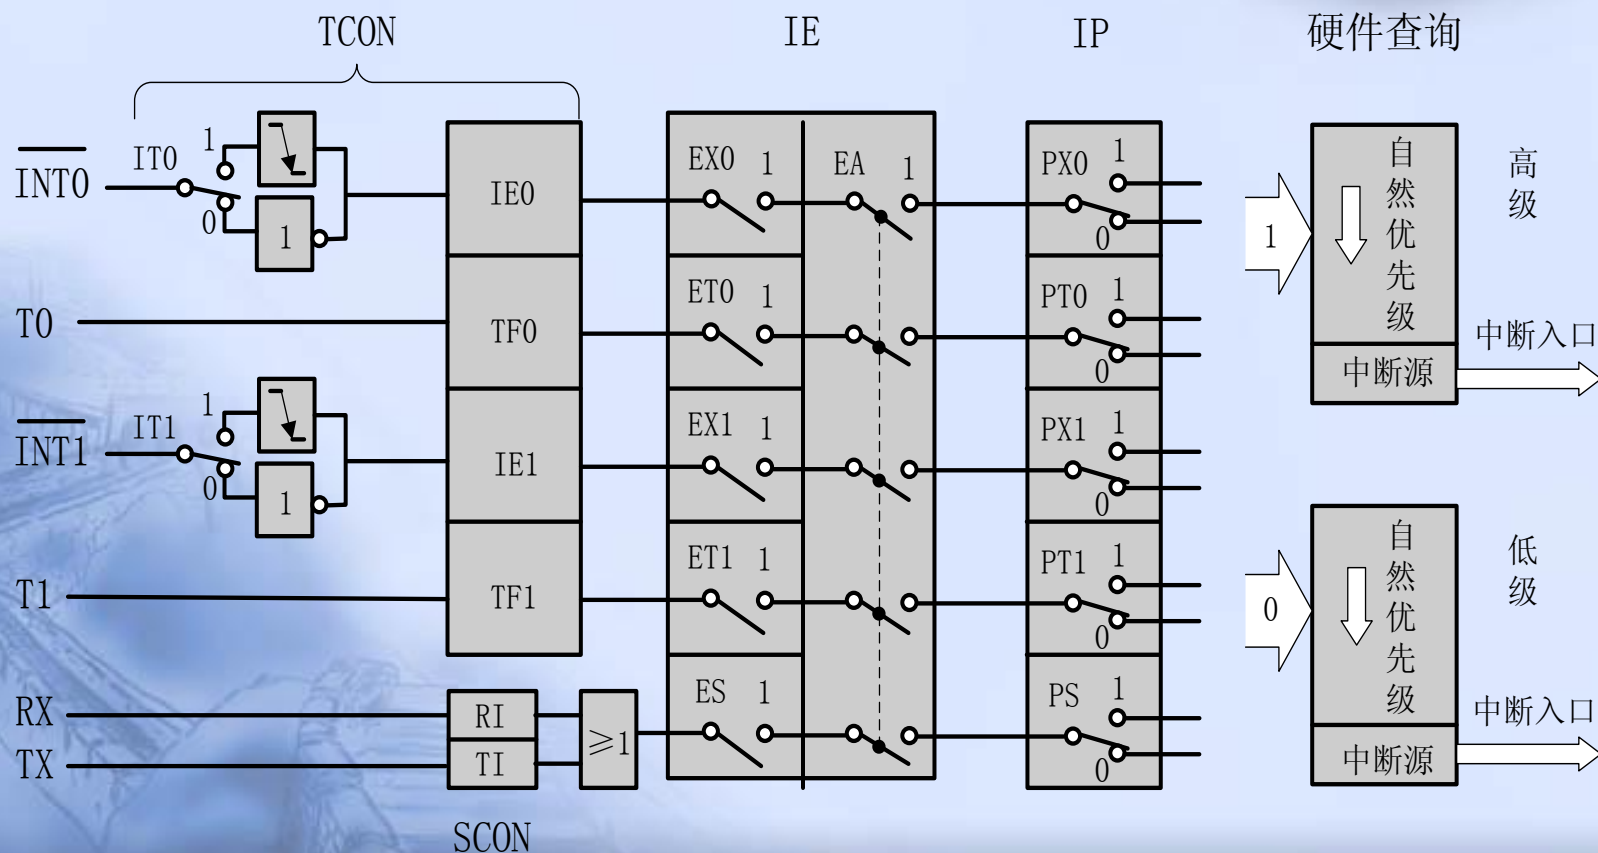 TCON IE IP 硬件查询
INT0 IT0 1 0 1 IE0 EX0 1 EA 1 PX0 1 0
T0 TF0 ET0 1 PT0 1 0
INT1 IT1 1 0 1 IE1 EX1 1 PX1 1 0
T1 TF1 ET1 1 PT1 1 0
RX RI ES 1 PS 1 0
TX TI ≥1
SCON
1 自然优先级 高级
中断源 中断入口
0 自然优先级 低级
中断源 中断入口